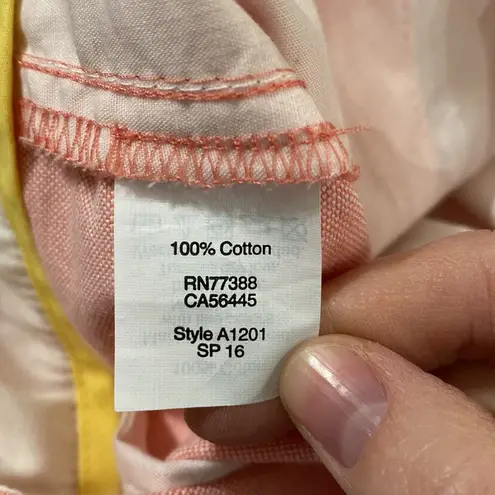 100% Cotton
RN77388
CA56445
Style A1201
SP 16